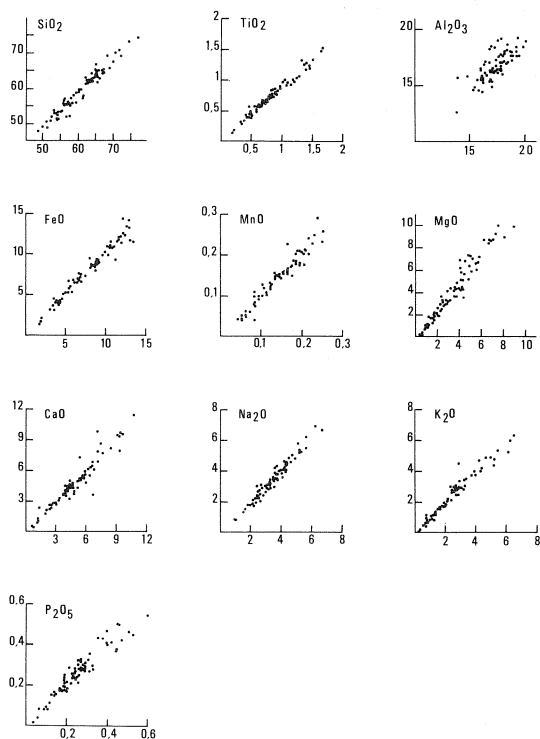 SiO2
70
60
50
50 60 70
TiO2
2
1,5
1
0,5
0,5 1 1,5 2
Al2O3
20
15
15 20
FeO
15
10
5
5 10 15
MnO
0,3
0,2
0,1
0,1 0,2 0,3
MgO
10
8
6
4
2
2 4 6 8 10
CaO
12
9
6
3
3 6 9 12
Na2O
8
6
4
2
2 4 6 8
K2O
8
6
4
2
2 4 6 8
P2O5
0,6
0,4
0,2
0,2 0,4 0,6